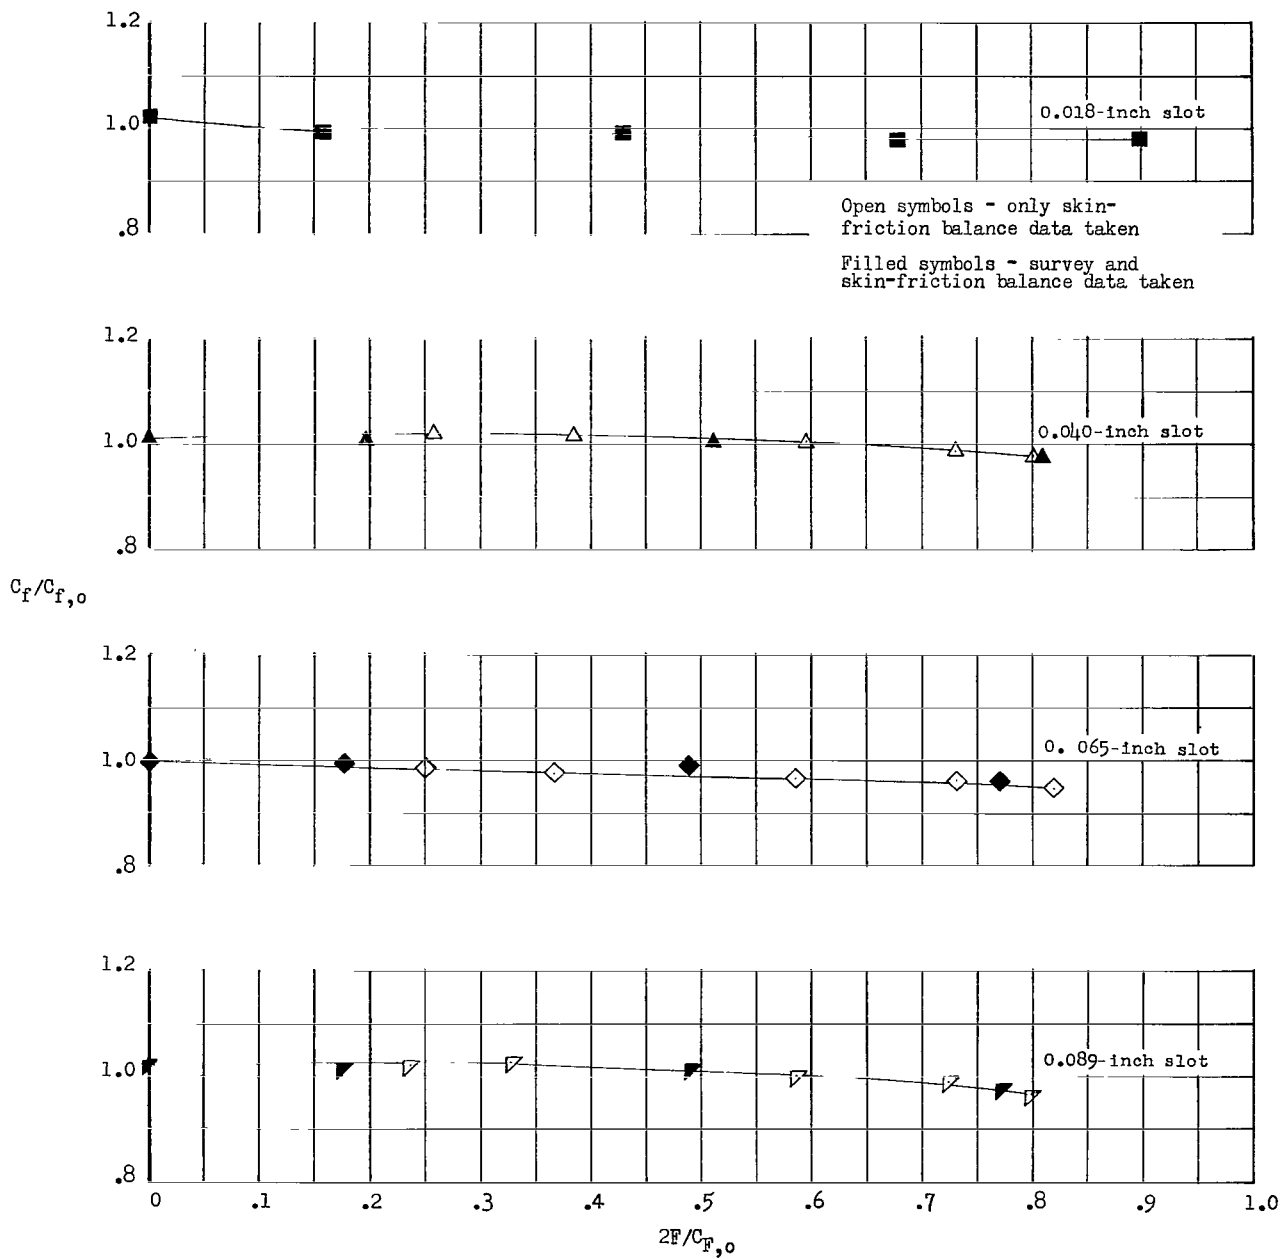 1.2
1.0
.8
0.018-inch slot
Open symbols - only skin-
friction balance data taken
Filled symbols - survey and
skin-friction balance data taken
1.2
1.0
.8
0.040-inch slot
Cf/Cf,o
1.2
1.0
.8
0. 065-inch slot
1.2
1.0
.8
0.089-inch slot
0 .1 .2 .3 .4 .5 .6 .7 .8 .9 1.0
2F/CF,o